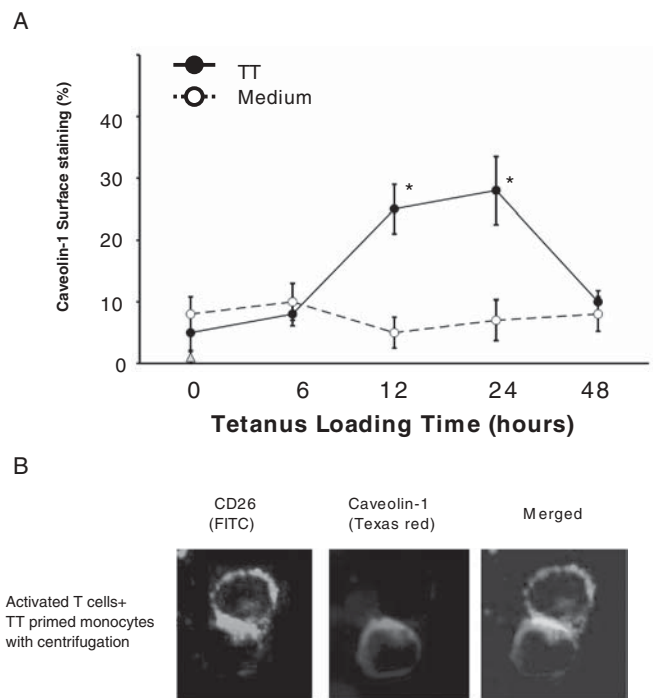 A
TT
Medium
Caveolin-1 Surface staining (%)
40
30
20
10
0
*
*
0 6 12 24 48
Tetanus Loading Time (hours)
B
CD26
(FITC)
Caveolin-1
(Texas red)
Merged
Activated T cells+
TT primed monocytes
with centrifugation